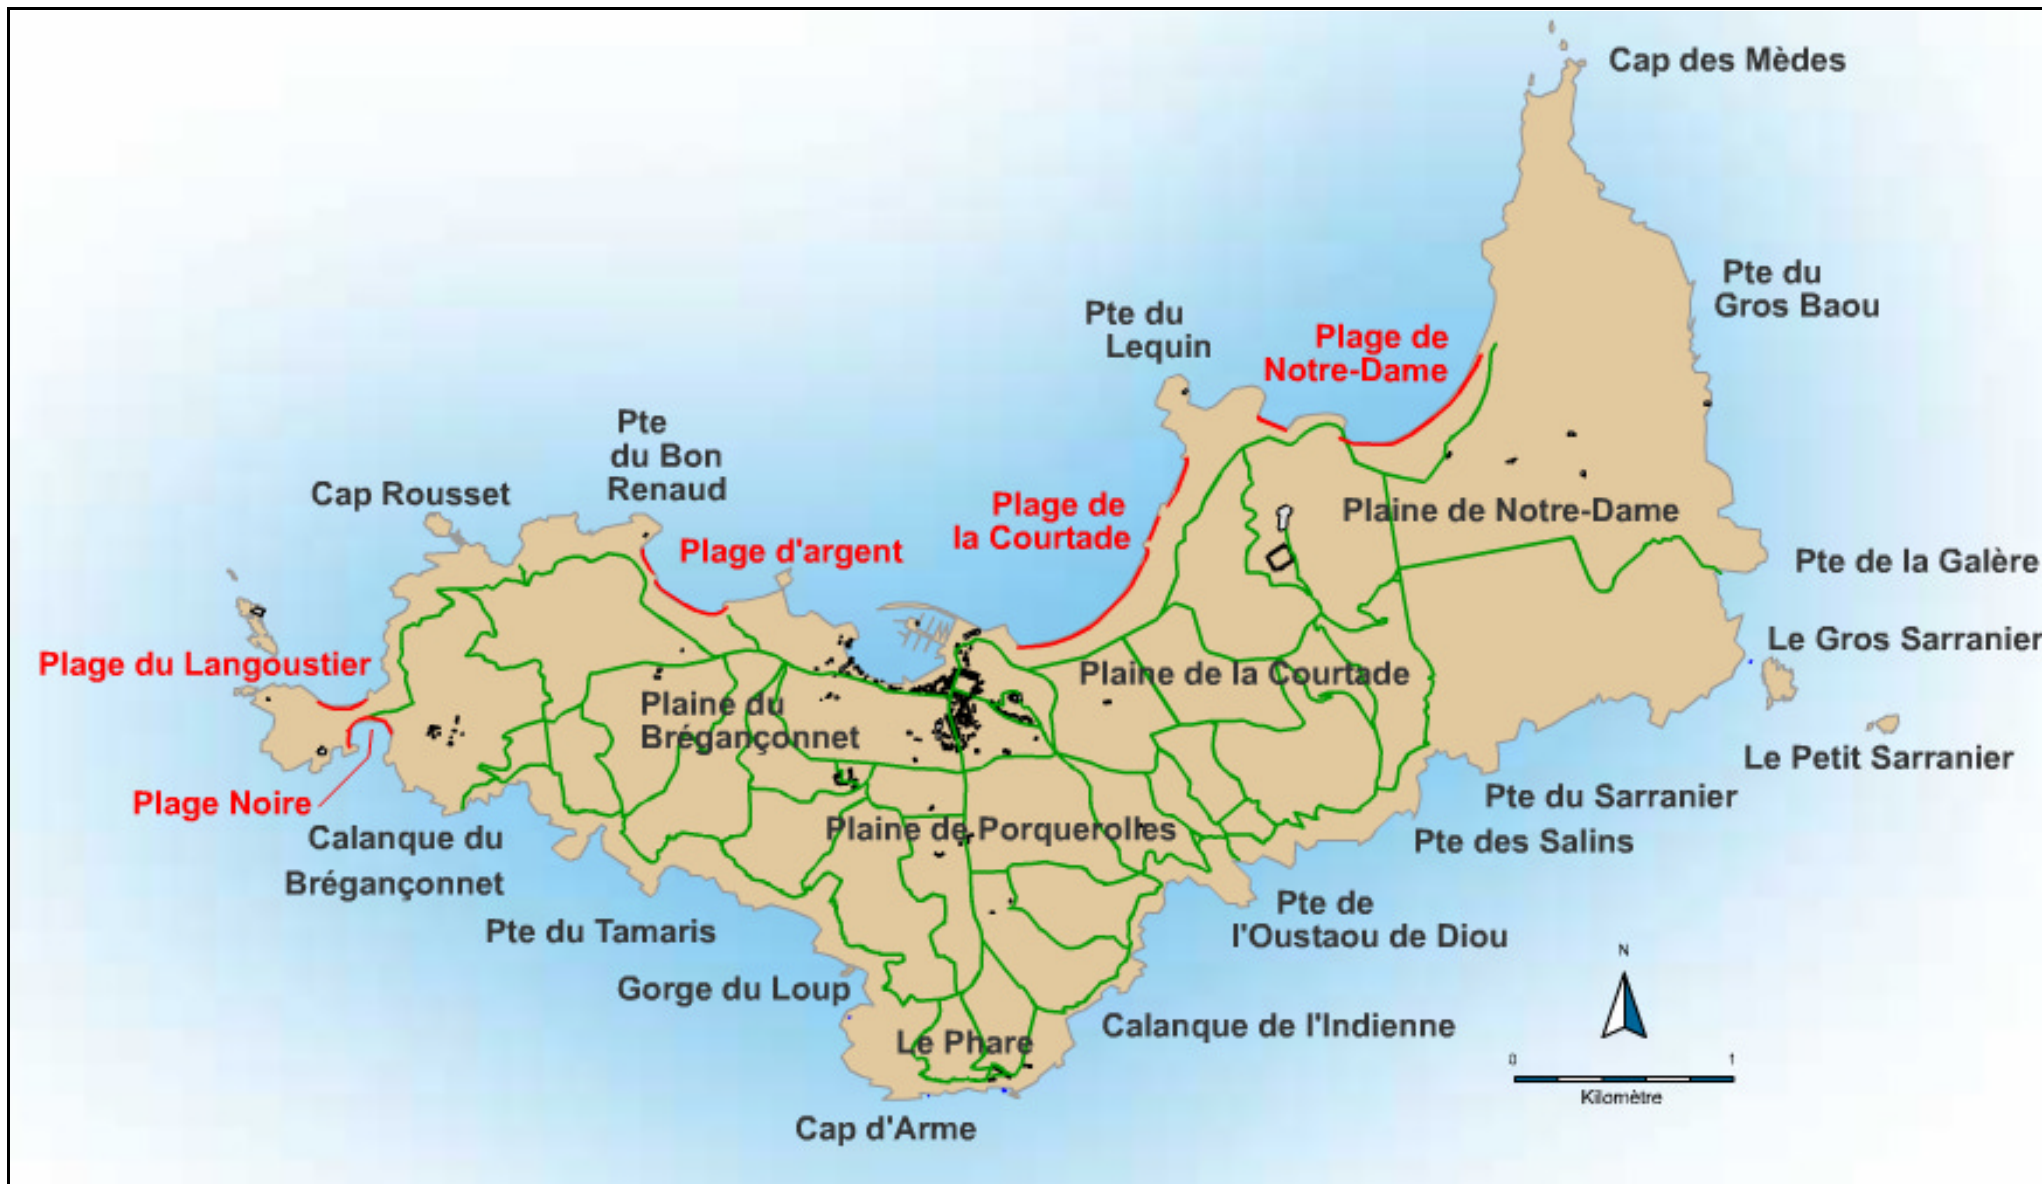 Cap des Mèdes
Pte du
Gros Baou
Pte du
Lequin
Plage de
Notre-Dame
Pte
du Bon
Renaud
Cap Rousset
Plage de
la Courtade
Plaine de Notre-Dame
Plage d'argent
Pte de la Galère
Le Gros Sarranier
Plage du Langoustier
Plaine de la Courtade
Plaine du
Brégançonnet
Le Petit Sarranier
Plage Noire
Pte du Sarranier
Calanque du
Brégançonnet
Plaine de Porquerolles
Pte des Salins
Pte de
l'Oustaou de Diou
Pte du Tamaris
Gorge du Loup
N
Calanque de l'Indienne
Le Phare
0 1
Kilomètre
Cap d'Arme